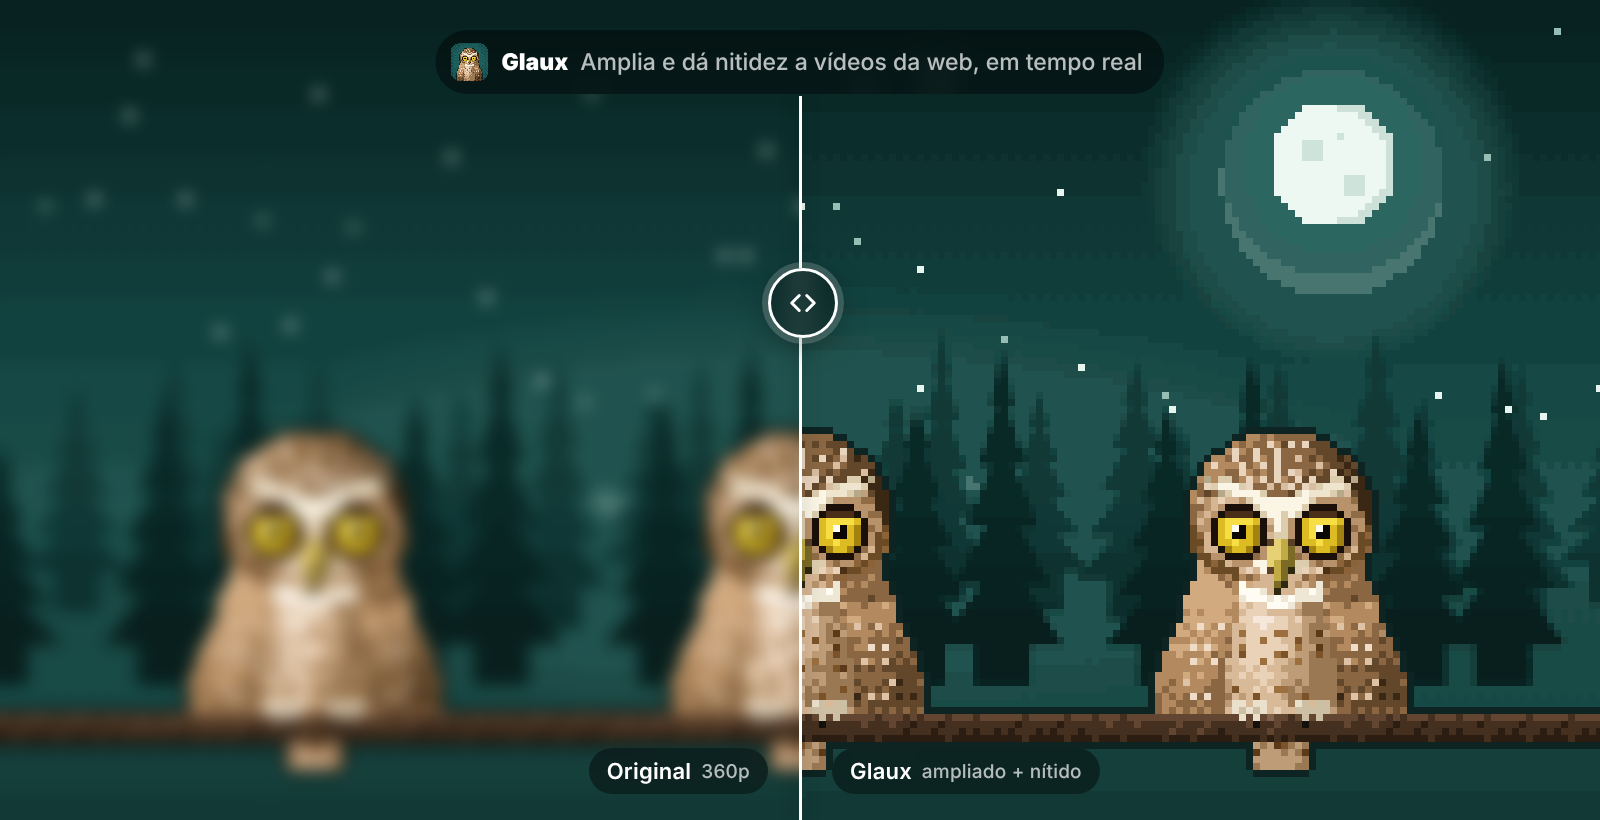 Glaux Amplia e dá nitidez a vídeos da web, em tempo real
Original 360p
Glaux ampliado + nítido